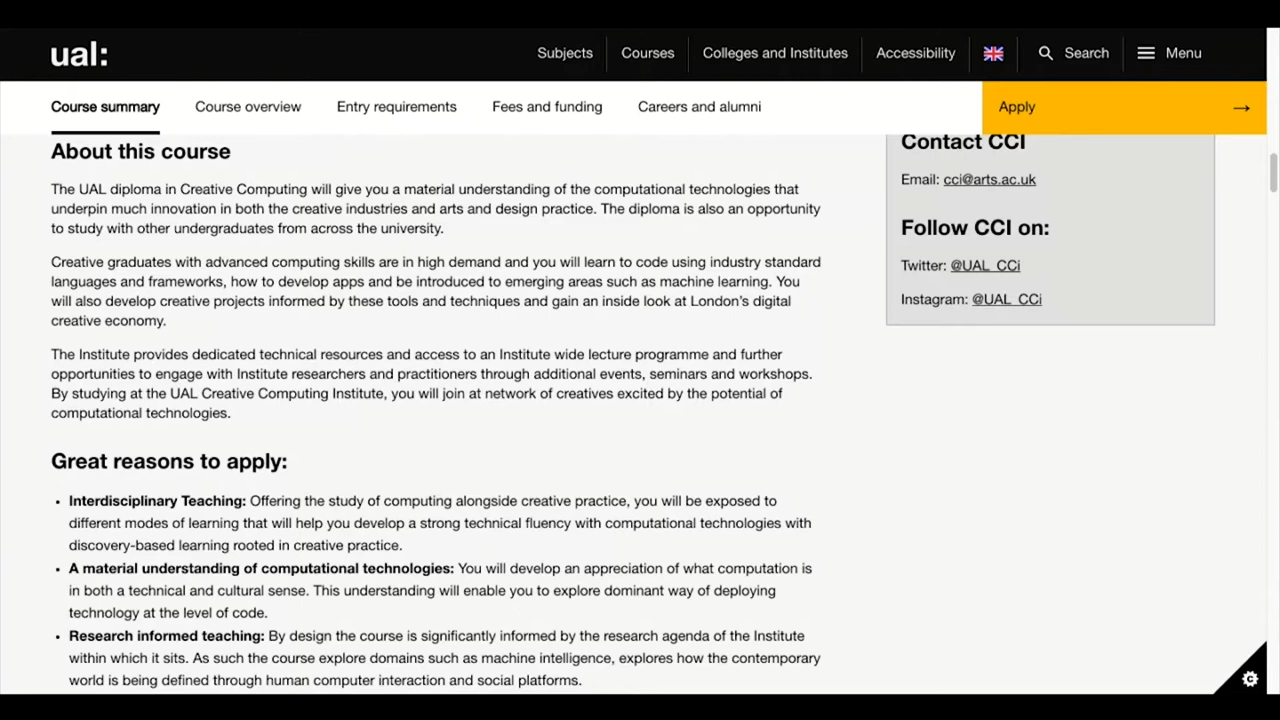 ual:
Subjects
Courses
Colleges and Institutes
Accessibility
Search
Menu
Course summary
Course overview
Entry requirements
Fees and funding
Careers and alumni
Apply →
About this course
The UAL diploma in Creative Computing will give you a material understanding of the computational technologies that
underpin much innovation in both the creative industries and arts and design practice. The diploma is also an opportunity
to study with other undergraduates from across the university.
Creative graduates with advanced computing skills are in high demand and you will learn to code using industry standard
languages and frameworks, how to develop apps and be introduced to emerging areas such as machine learning. You
will also develop creative projects informed by these tools and techniques and gain an inside look at London's digital
creative economy.
The Institute provides dedicated technical resources and access to an Institute wide lecture programme and further
opportunities to engage with Institute researchers and practitioners through additional events, seminars and workshops.
By studying at the UAL Creative Computing Institute, you will join at network of creatives excited by the potential of
computational technologies.
Great reasons to apply:
• Interdisciplinary Teaching: Offering the study of computing alongside creative practice, you will be exposed to
different modes of learning that will help you develop a strong technical fluency with computational technologies with
discovery-based learning rooted in creative practice.
• A material understanding of computational technologies: You will develop an appreciation of what computation is
in both a technical and cultural sense. This understanding will enable you to explore dominant way of deploying
technology at the level of code.
• Research informed teaching: By design the course is significantly informed by the research agenda of the Institute
within which it sits. As such the course explore domains such as machine intelligence, explores how the contemporary
world is being defined through human computer interaction and social platforms.
Contact CCI
Email: cci@arts.ac.uk
Follow CCI on:
Twitter: @UAL_CCi
Instagram: @UAL_CCi